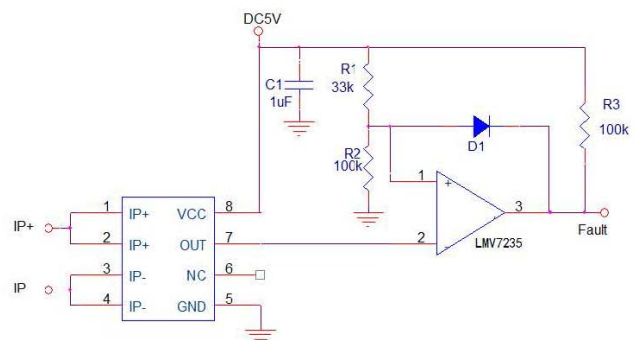 DC5V
C1
1uF
R1
33k
R2
100k
D1
R3
100k
1
+
2
-
3
LMV7235
Fault
IP+
IP
1 IP+ VCC 8
2 IP+ OUT 7
3 IP- NC 6
4 IP- GND 5